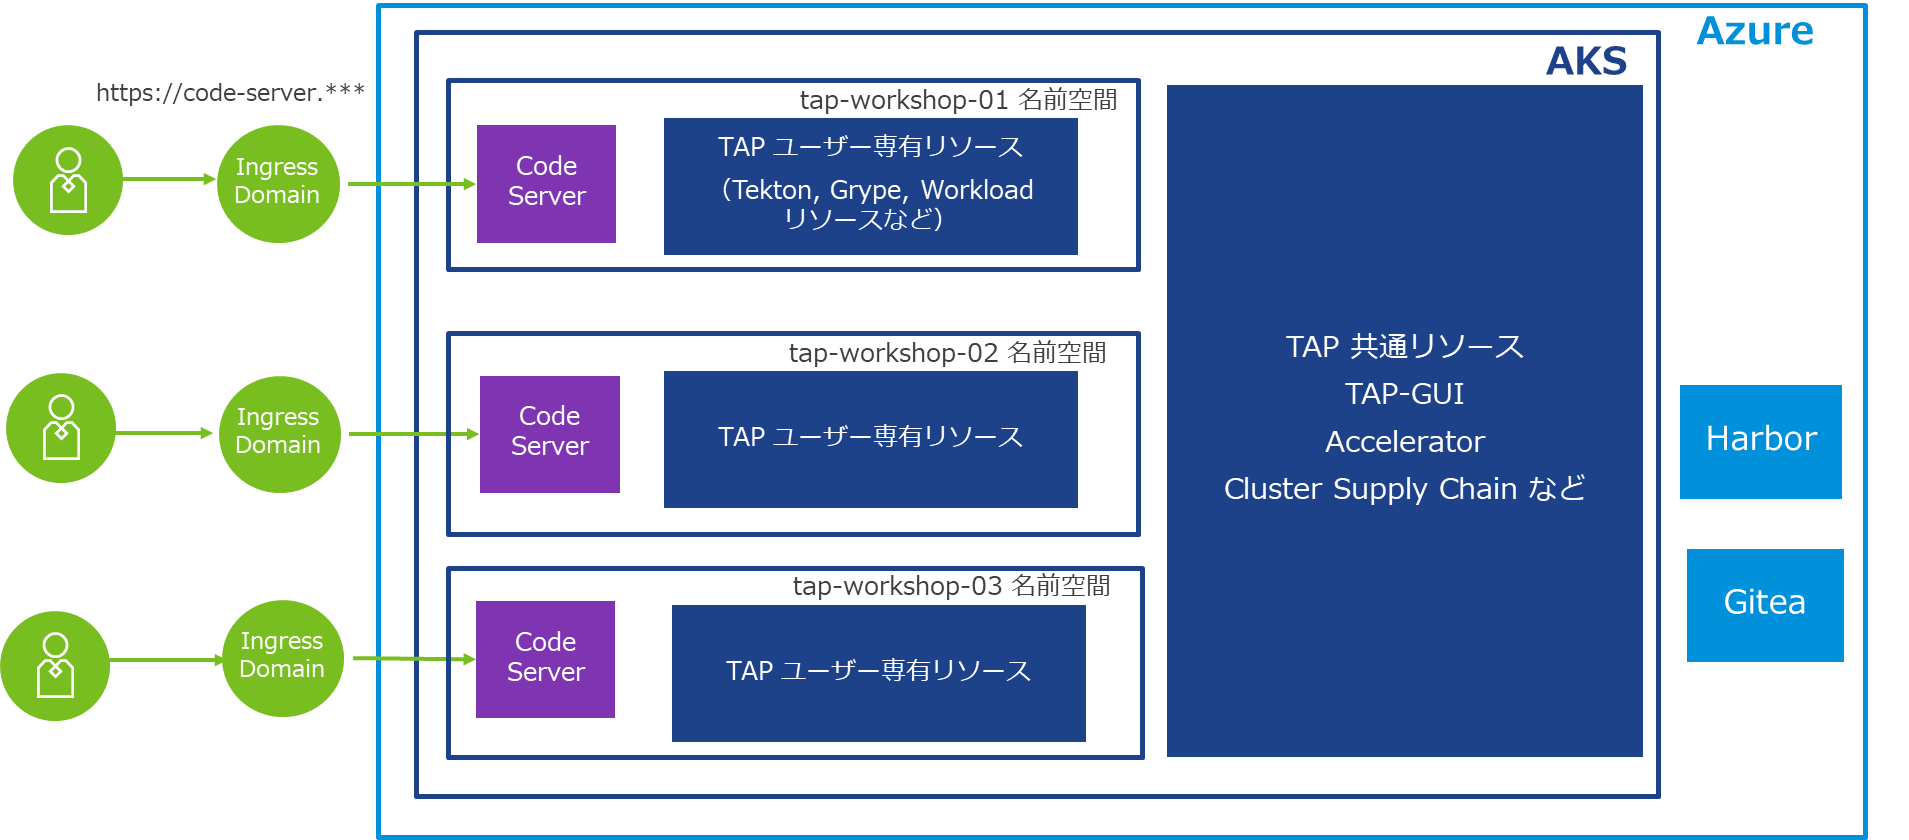 Azure
AKS
https://code-server.***
tap-workshop-01 名前空間
Ingress
Domain
Code
Server
TAP ユーザー専有リソース
（Tekton, Grype, Workload
リソースなど）
tap-workshop-02 名前空間
Ingress
Domain
Code
Server
TAP ユーザー専有リソース
tap-workshop-03 名前空間
Ingress
Domain
Code
Server
TAP ユーザー専有リソース
TAP 共通リソース
TAP-GUI
Accelerator
Cluster Supply Chain など
Harbor
Gitea